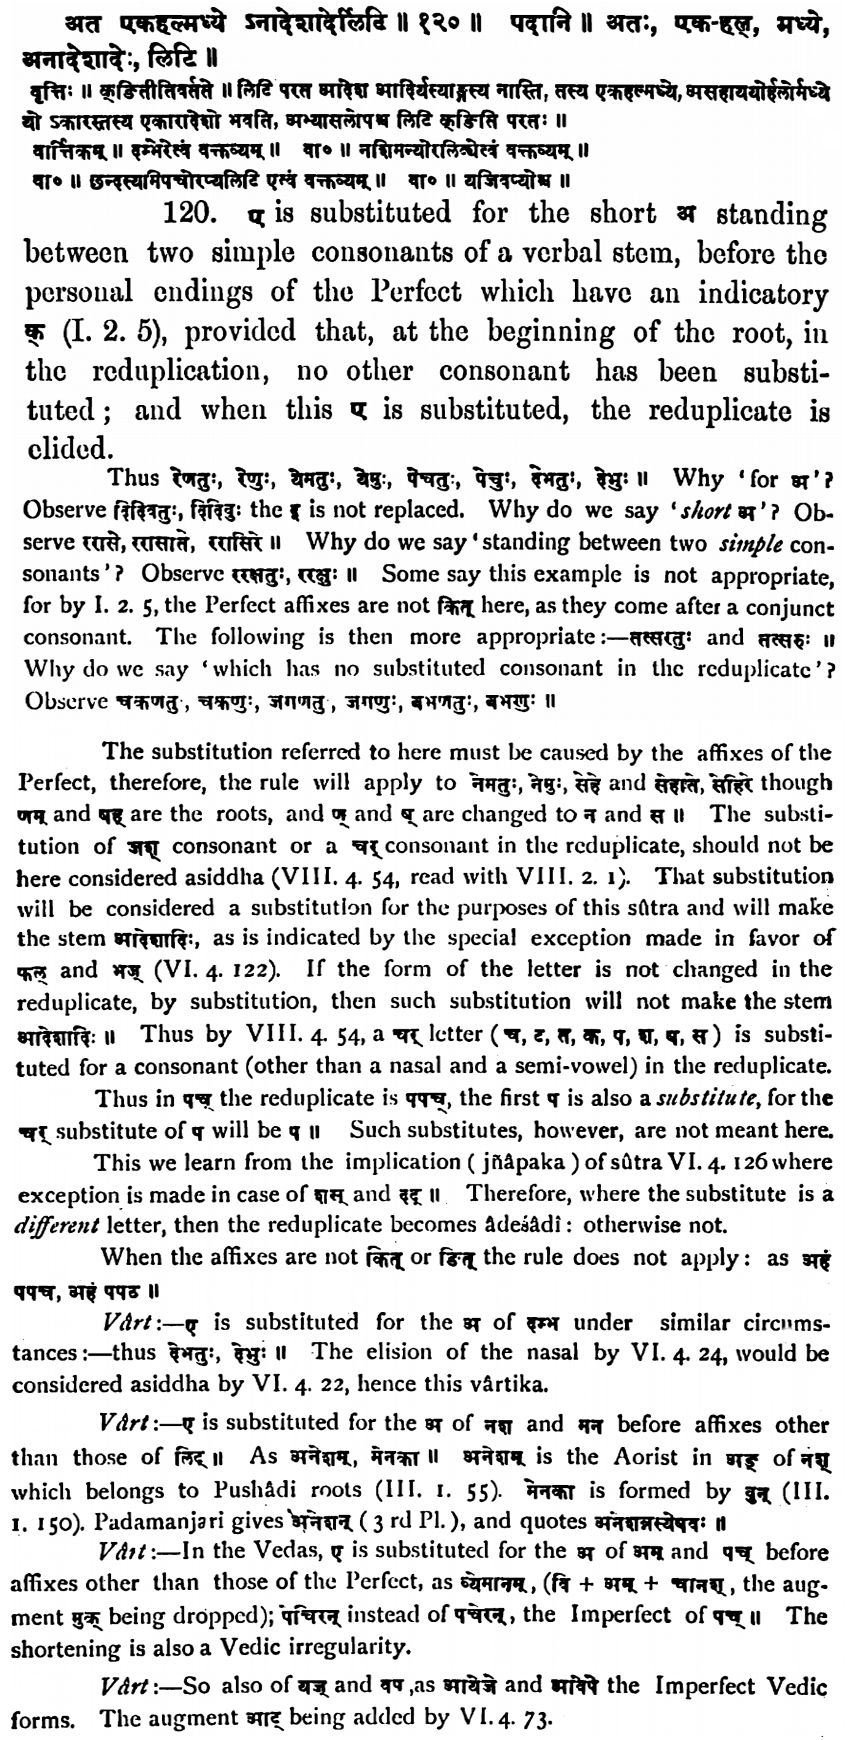 अत एकहल्मध्ये ऽनादेशादेर्लिटि ॥ १२० ॥ पदानि ॥ अतः, एक-हल्, मध्ये,
अनादेशादेः, लिटि ॥
वृत्तिः ॥ क्ङितीतिवर्त्तते ॥ लिटि परत आदेश आदिर्यस्याङ्गस्य नास्ति, तस्य एकहल्मध्ये, असहाययोर्हलोर्मध्ये
यो ऽकारस्तस्य एकारादेशो भवति, अभ्यासलोपश्च लिटि क्ङिति परतः ॥
वार्त्तिकम् ॥ दम्भेरेत्वं वक्तव्यम् ॥ वा० ॥ नशिमन्योरलिट्येत्वं वक्तव्यम् ॥
वा० ॥ छन्दस्यमिपचोरप्यलिटि एत्वं वक्तव्यम् ॥ वा० ॥ यजिवप्योश्च ॥
120. ए is substituted for the short अ standing
between two simple consonants of a verbal stem, before the
personal endings of the Perfect which have an indicatory
क् (I. 2. 5), provided that, at the beginning of the root, in
the reduplication, no other consonant has been substi-
tuted ; and when this ए is substituted, the reduplicate is
elided.
Thus रेणतुः, रेणुः, येमतुः, येमुः, पेचतुः, पेचुः, देभतुः, देभुः ॥ Why ‘for अ’?
Observe दिदिवतुः, दिदिवुः the इ is not replaced. Why do we say ‘short अ’? Ob-
serve ररासे, ररासाते, ररासिरे ॥ Why do we say ‘standing between two simple con-
sonants’? Observe ररक्षतुः, ररक्षुः ॥ Some say this example is not appropriate,
for by I. 2. 5, the Perfect affixes are not कित् here, as they come after a conjunct
consonant. The following is then more appropriate:—तत्सरतुः and तत्सरुः ॥
Why do we say ‘which has no substituted consonant in the reduplicate’?
Observe चकणतु, चकणुः, जगणतु, जगणुः, बभणतुः, बभणुः ॥
The substitution referred to here must be caused by the affixes of the
Perfect, therefore, the rule will apply to नेमतुः, नेमुः, सेहे and सेहाते, सेहिरे though
णम् and षह् are the roots, and ण् and ष् are changed to न and स ॥ The substi-
tution of जश् consonant or a चर् consonant in the reduplicate, should not be
here considered asiddha (VIII. 4. 54, read with VIII. 2. 1). That substitution
will be considered a substitution for the purposes of this sûtra and will make
the stem आदेशादिः, as is indicated by the special exception made in favor of
फल् and भज् (VI. 4. 122). If the form of the letter is not changed in the
reduplicate, by substitution, then such substitution will not make the stem
आदेशादिः ॥ Thus by VIII. 4. 54, a चर् letter ( च, ट, त, क, प, श, ष, स ) is substi-
tuted for a consonant (other than a nasal and a semi-vowel) in the reduplicate.
Thus in पच् the reduplicate is पपच्, the first प is also a substitute, for the
चर् substitute of प will be प ॥ Such substitutes, however, are not meant here.
This we learn from the implication ( jñâpaka ) of sûtra VI. 4. 126 where
exception is made in case of शस् and दद् ॥ Therefore, where the substitute is a
different letter, then the reduplicate becomes âdeśâdî: otherwise not.
When the affixes are not कित् or ङित् the rule does not apply: as अहं
पपच, अहं पपठ ॥
Vârt:—ए is substituted for the अ of दम्भ under similar circums-
tances:—thus देभतुः, देभुः ॥ The elision of the nasal by VI. 4. 24, would be
considered asiddha by VI. 4. 22, hence this vârtika.
Vârt:—ए is substituted for the अ of नश and मन before affixes other
than those of लिट् ॥ As अनेशम्, मेनका ॥ अनेशम् is the Aorist in अङ् of नश्
which belongs to Pushâdi roots (III. 1. 55). मेनका is formed by वुन् (III.
1. 150). Padamanjari gives अनेशन् ( 3 rd Pl. ), and quotes अनेशन्नस्येषवः ॥
Vârt:—In the Vedas, ए is substituted for the अ of अम and पच् before
affixes other than those of the Perfect, as व्येमानम्, (वि + अम् + चानश्, the aug-
ment मुक् being dropped); पेचिरन् instead of पचेरन्, the Imperfect of पच् ॥ The
shortening is also a Vedic irregularity.
Vârt:—So also of यज् and वप ,as आयेजे and आवेपे the Imperfect Vedic
forms. The augment आट् being added by VI. 4. 73.